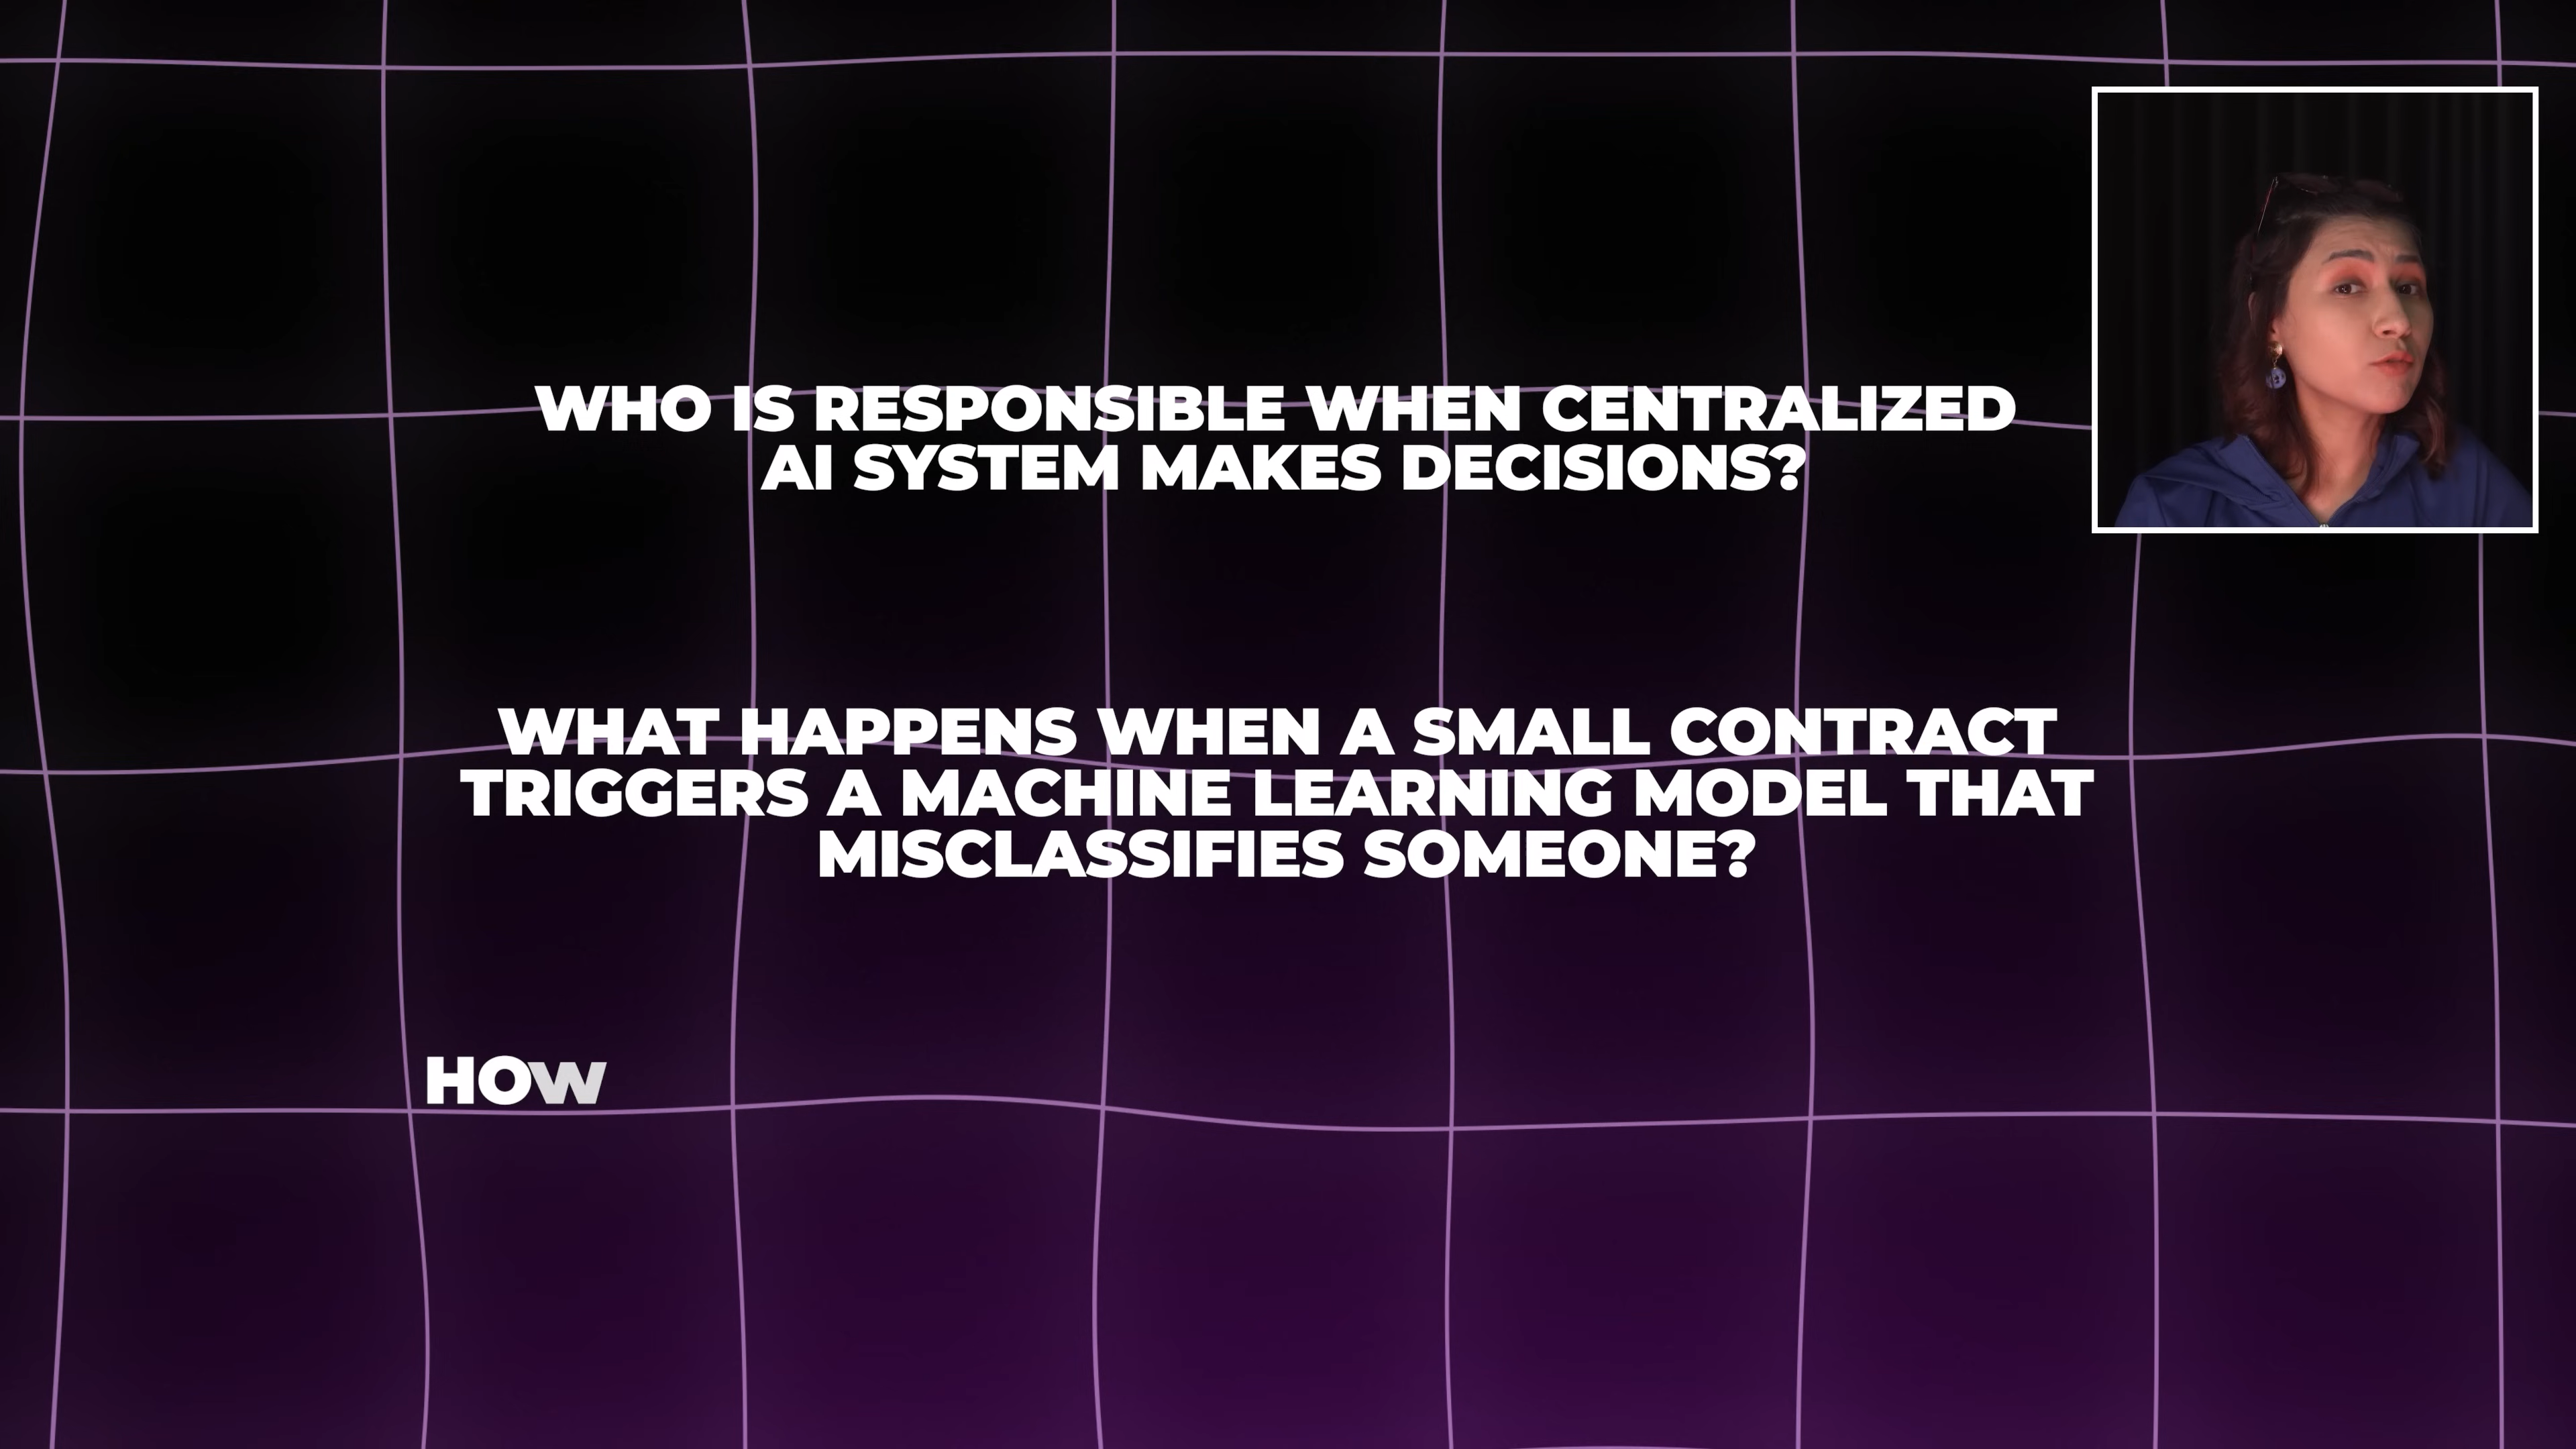 WHO IS RESPONSIBLE WHEN CENTRALIZED
AI SYSTEM MAKES DECISIONS?
WHAT HAPPENS WHEN A SMALL CONTRACT
TRIGGERS A MACHINE LEARNING MODEL THAT
MISCLASSIFIES SOMEONE?
HOW